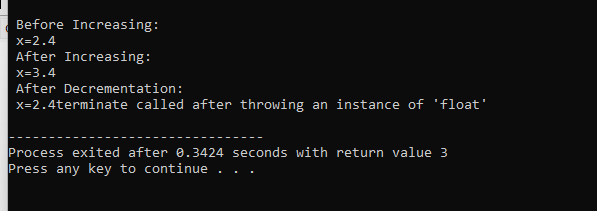 Before Increasing:
x=2.4
After Increasing:
x=3.4
After Decrementation:
x=2.4terminate called after throwing an instance of 'float'
--------------------------------
Process exited after 0.3424 seconds with return value 3
Press any key to continue . . .